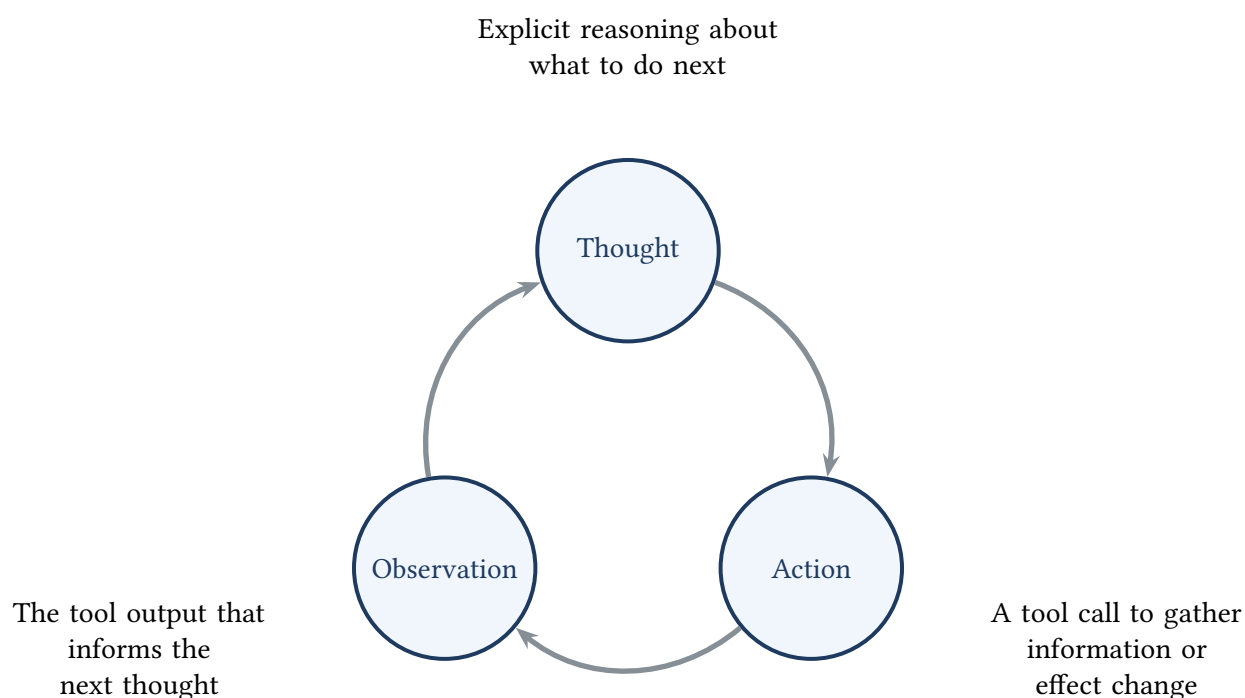 Explicit reasoning about
what to do next
Thought
Observation
Action
The tool output that
informs the
next thought
A tool call to gather
information or
effect change